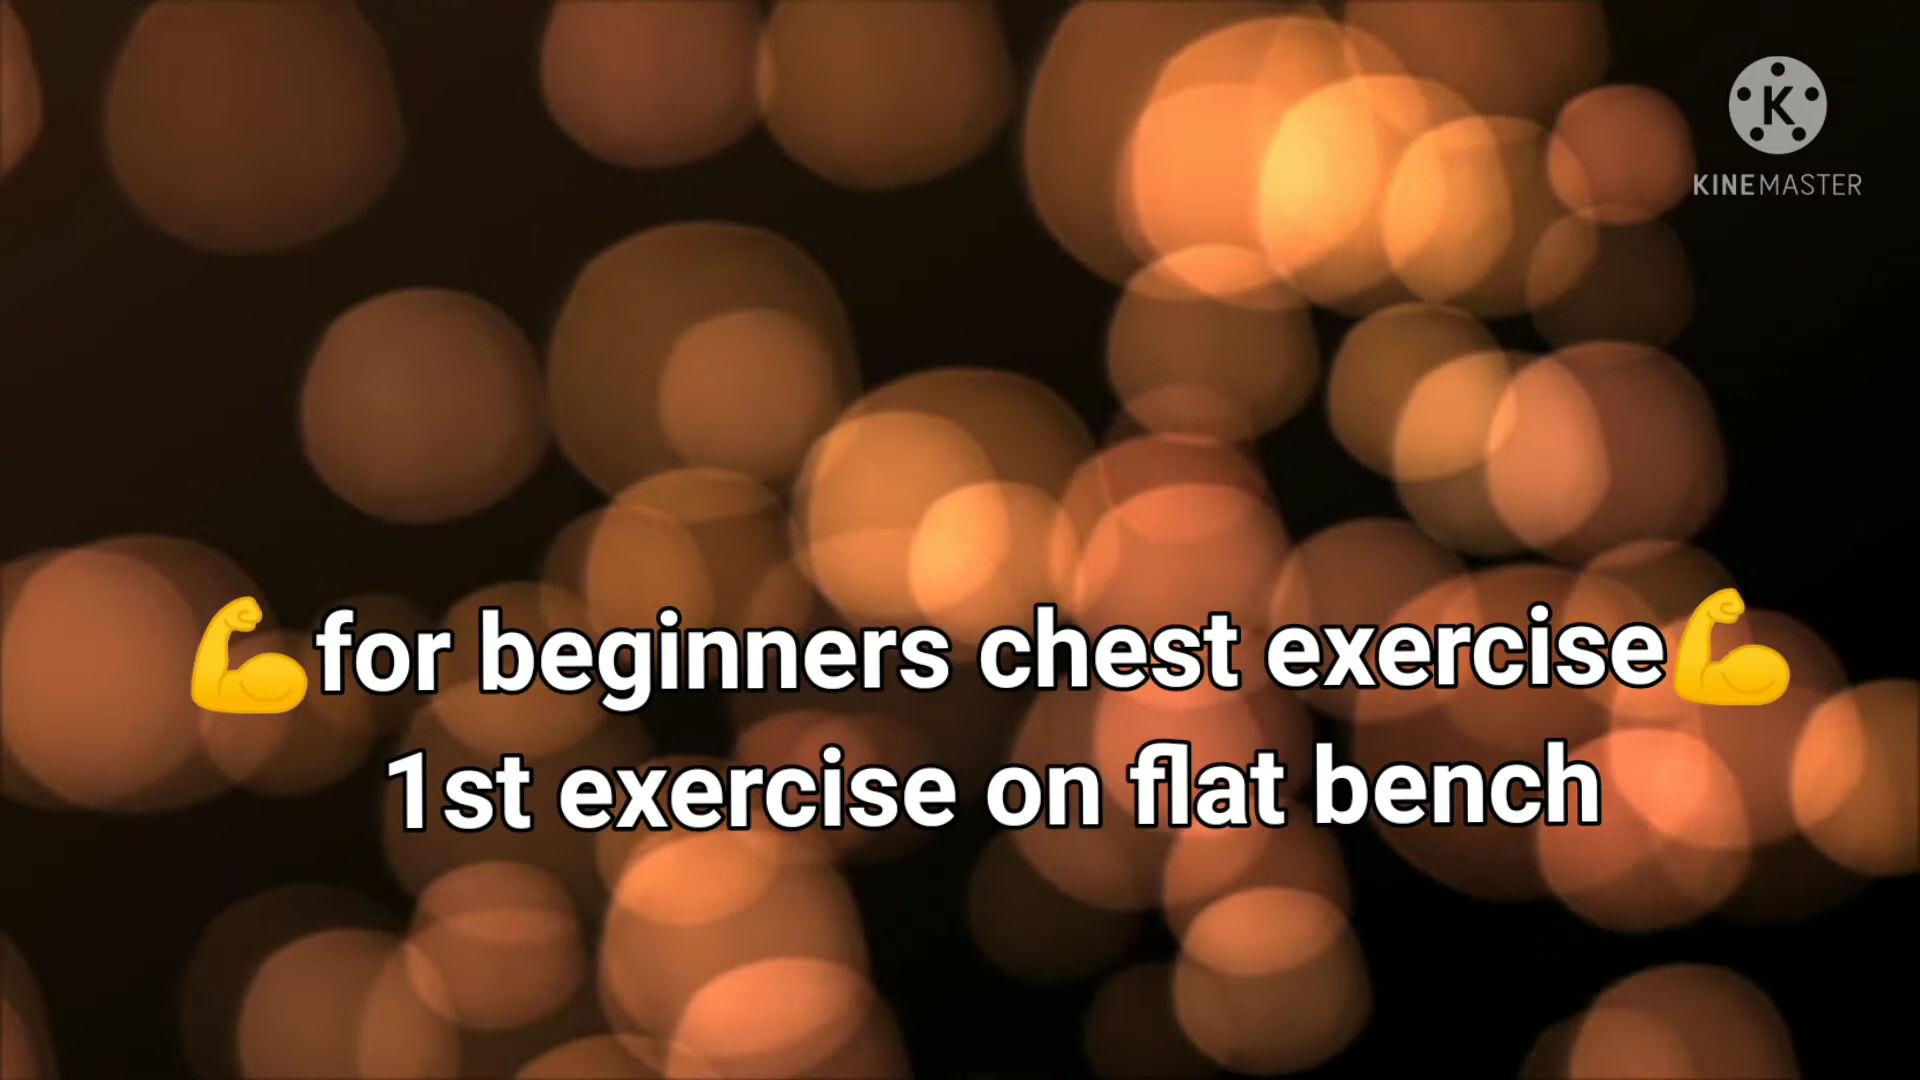 K
KINEMASTER
💪for beginners chest exercise💪
1st exercise on flat bench